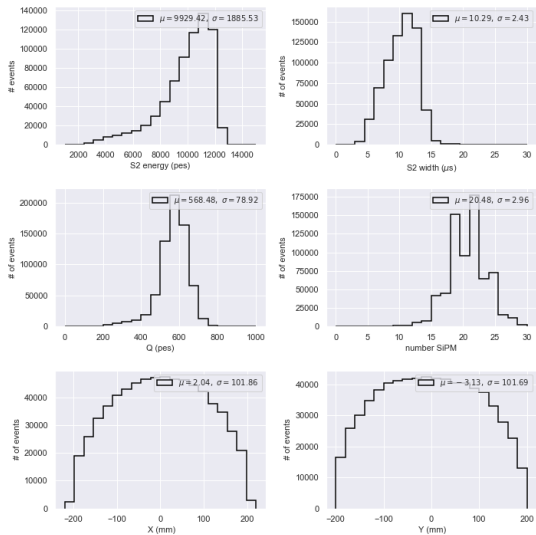 μ = 9929.42, σ = 1885.53
# of events
140000
120000
100000
80000
60000
40000
20000
0
2000 4000 6000 8000 10000 12000 14000
S2 energy (pes)
μ = 10.29, σ = 2.43
# of events
150000
100000
50000
0
0 5 10 15 20 25 30
S2 width (μs)
μ = 568.48, σ = 78.92
# of events
200000
150000
100000
50000
0
0 200 400 600 800 1000
Q (pes)
μ = 20.48, σ = 2.96
# of events
175000
150000
125000
100000
75000
50000
25000
0
0 5 10 15 20 25 30
number SiPM
μ = 2.04, σ = 101.86
# of events
40000
30000
20000
10000
0
−200 −100 0 100 200
X (mm)
μ = −3.13, σ = 101.69
# of events
40000
30000
20000
10000
0
−200 −100 0 100 200
Y (mm)